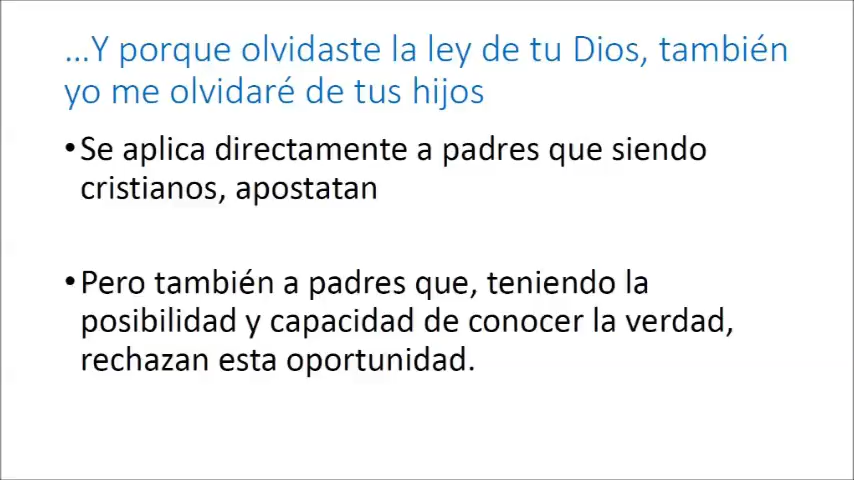 ...Y porque olvidaste la ley de tu Dios, también
yo me olvidaré de tus hijos
•Se aplica directamente a padres que siendo
cristianos, apostatan
•Pero también a padres que, teniendo la
posibilidad y capacidad de conocer la verdad,
rechazan esta oportunidad.